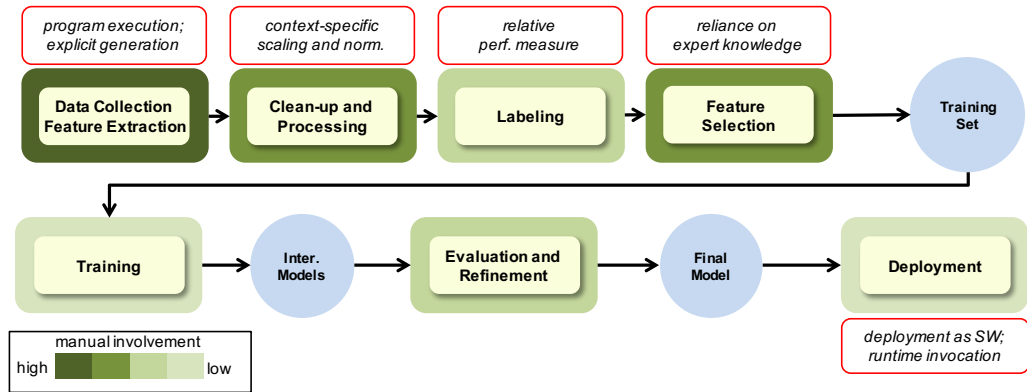 program execution;
explicit generation
context-specific
scaling and norm.
relative
perf. measure
reliance on
expert knowledge
Data Collection
Feature Extraction
Clean-up and
Processing
Labeling
Feature
Selection
Training
Set
Training
Inter.
Models
Evaluation and
Refinement
Final
Model
Deployment
deployment as SW;
runtime invocation
manual involvement
high
low